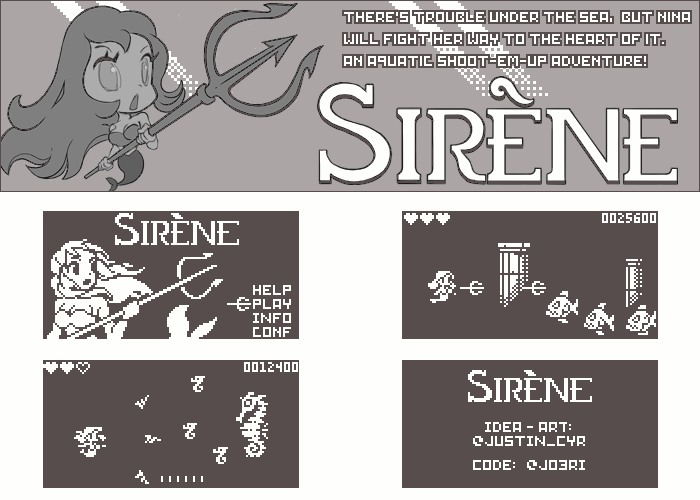 THERE'S TROUBLE UNDER THE SEA, BUT NINA
WILL FIGHT HER WAY TO THE HEART OF IT.
AN AQUATIC SHOOT-EM-UP ADVENTURE!
SIRÈNE
SIRÈNE
HELP
PLAY
INFO
CONF
0025600
0012400
SIRÈNE
IDEA - ART:
@JUSTIN_CYR
CODE: @JO3RI